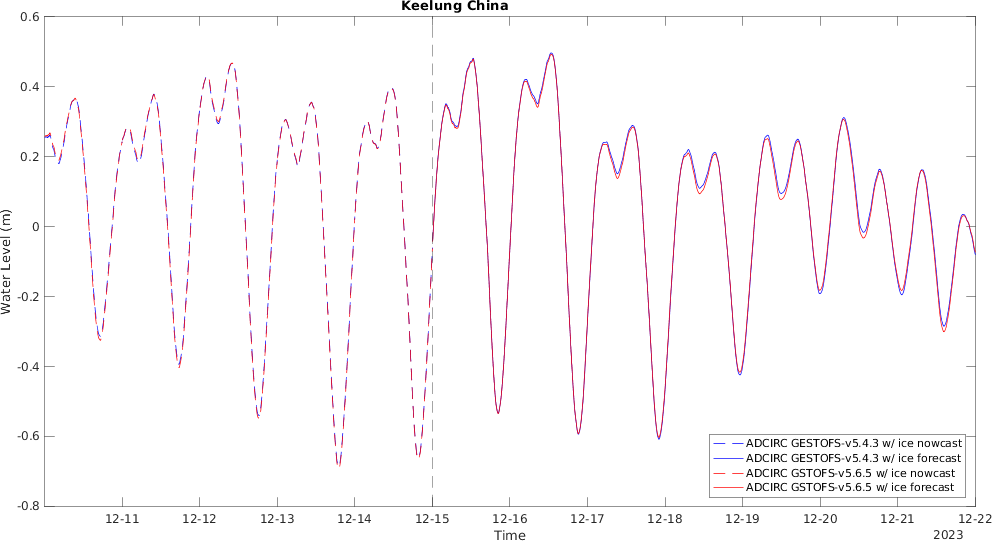 Keelung China
0.6
0.4
0.2
0
-0.2
-0.4
-0.6
-0.8
Water Level (m)
12-11 12-12 12-13 12-14 12-15 12-16 12-17 12-18 12-19 12-20 12-21 12-22
Time
2023
ADCIRC GESTOFS-v5.4.3 w/ ice nowcast
ADCIRC GESTOFS-v5.4.3 w/ ice forecast
ADCIRC GSTOFS-v5.6.5 w/ ice nowcast
ADCIRC GSTOFS-v5.6.5 w/ ice forecast